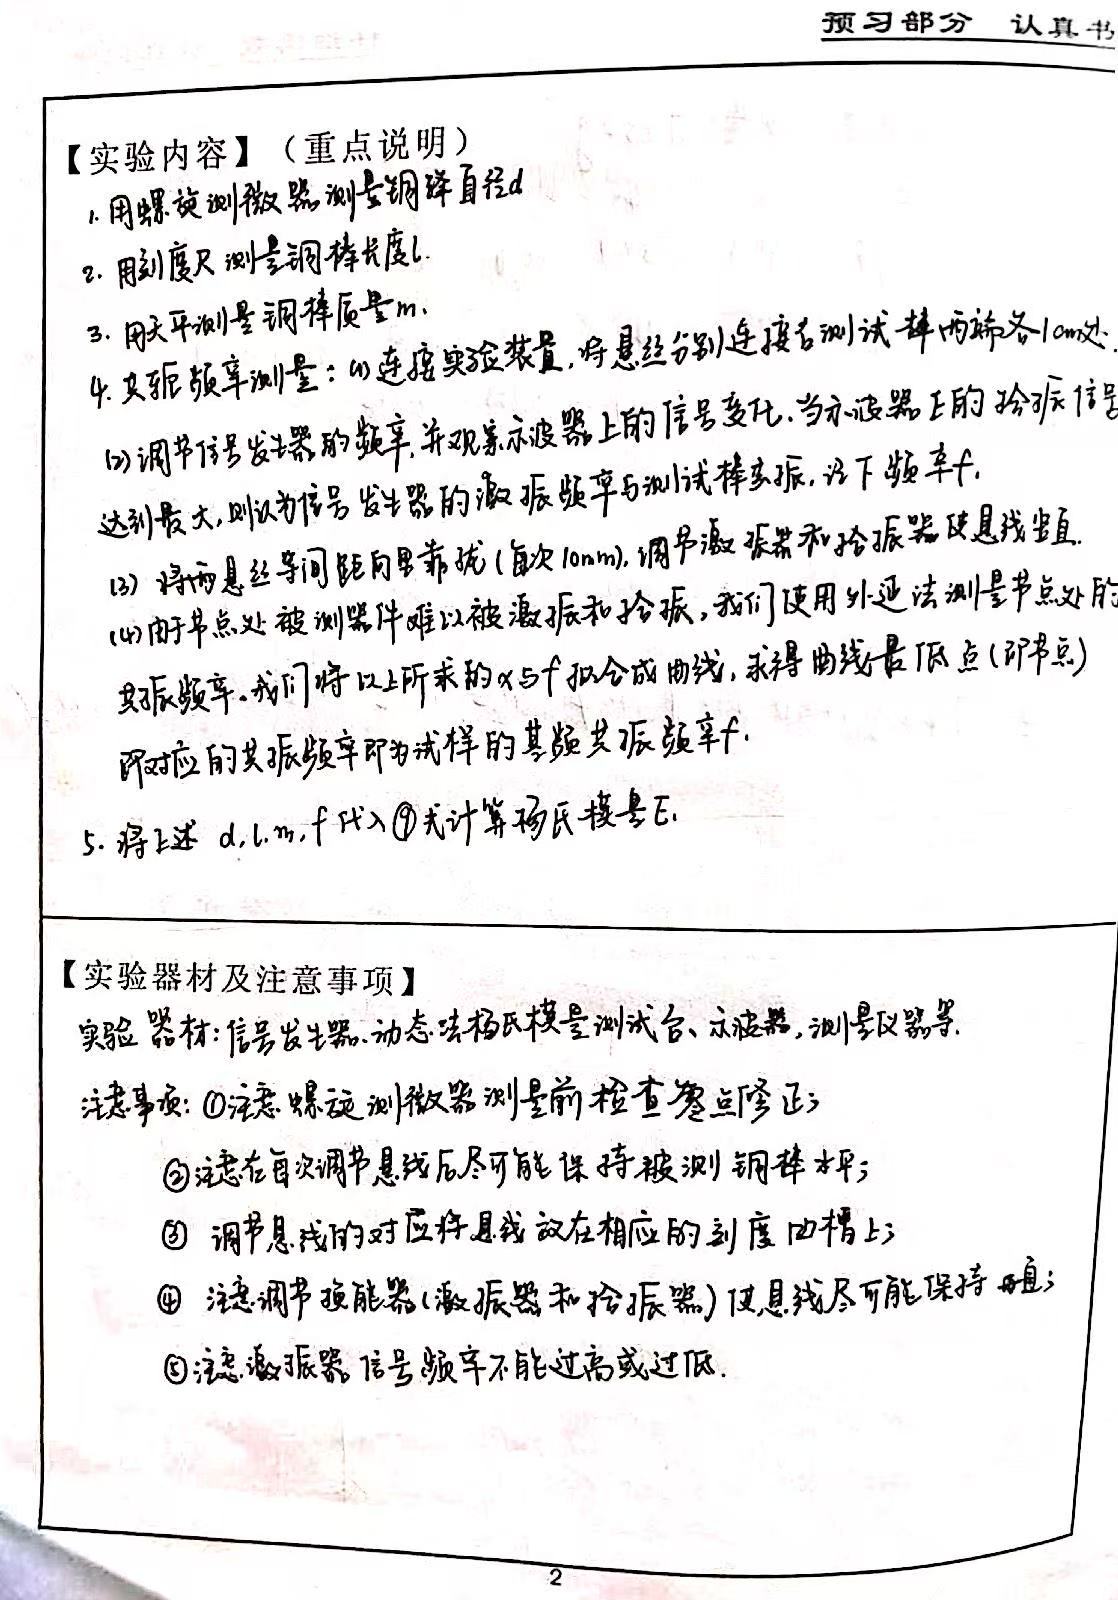 预习部分 认真书
【实验内容】（重点说明）
1. 用螺旋测微器测量铜棒直径d
2. 用刻度尺测量铜棒长度l.
3. 用天平测量铜棒质量m.
4. 共振频率测量：(1)连接实验装置，将悬丝分别连接在测试棒两端各1cm处.
(2)调节信号发生器的频率，并观察示波器上的信号变化.当示波器上的拾振信号
达到最大，则认为信号发生器的激振频率与测试棒共振，记下频率f.
(3) 将两悬丝等间距向里靠拢(每次10mm)，调节激振器和拾振器使悬线竖直.
(4)由于节点处被测器件难以被激振和拾振，我们使用外延法测量节点处的
共振频率。我们将以上所求的x与f拟合成曲线，求得曲线最低点(即节点)
即对应的共振频率即为试样的基频共振频率f.
5. 将上述 d,l,m,f代入⑨式计算杨氏模量E.
【实验器材及注意事项】
实验器材：信号发生器、动态法杨氏模量测试台、示波器，测量仪器等.
注意事项：①注意螺旋测微器测量前检查零点修正；
②注意在每次调节悬线后尽可能保持被测铜棒水平；
③ 调节悬线的对应将悬线放在相应的刻度凹槽上；
④ 注意调节换能器(激振器和拾振器)使悬线尽可能保持 直；
⑤注意激振器信号频率不能过高或过低.
2